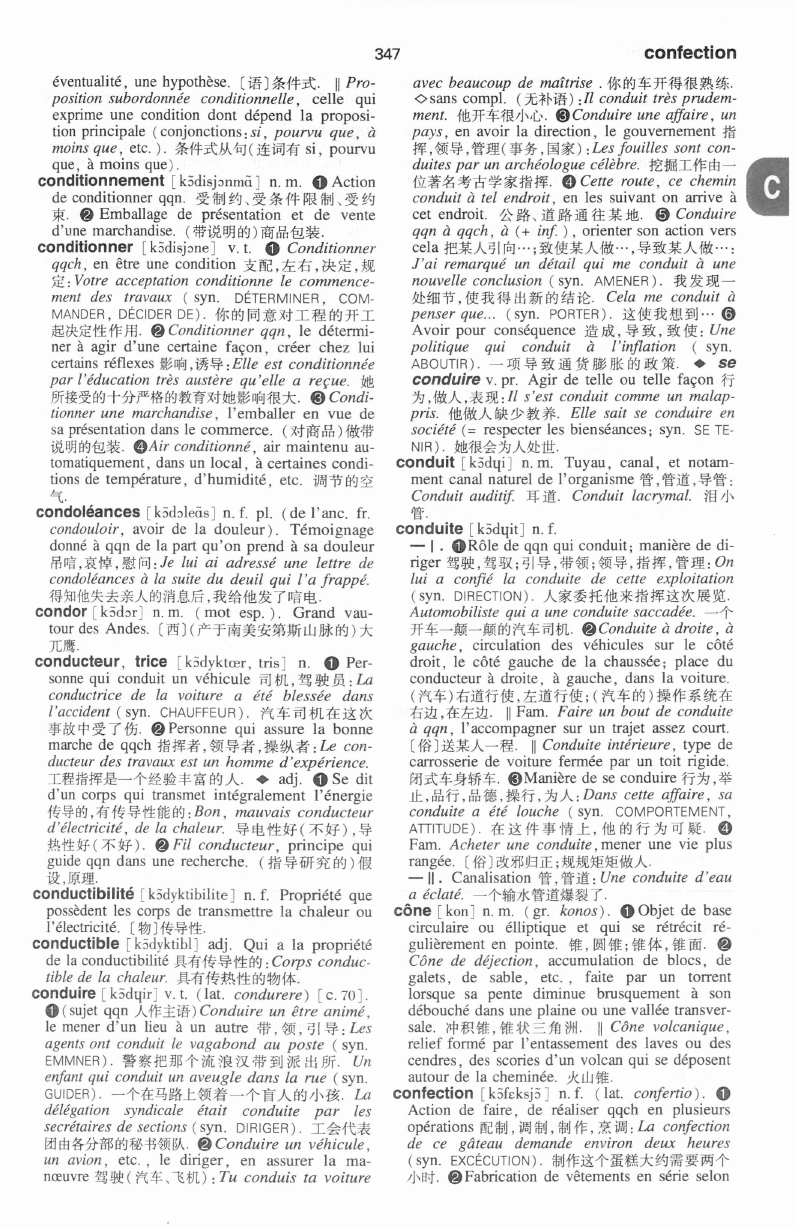 347
confection
éventualité, une hypothèse. 〔语〕条件式. ‖ Pro-
position subordonnée conditionnelle, celle qui
exprime une condition dont dépend la proposi-
tion principale (conjonctions: si, pourvu que, à
moins que, etc.). 条件式从句(连词有 si, pourvu
que, à moins que).
conditionnement [kɔ̃disjɔnmɑ̃] n. m. ❶ Action
de conditionner qqn. 受制约、受条件限制、受约
束. ❷ Emballage de présentation et de vente
d'une marchandise. (带说明的)商品包装.
conditionner [kɔ̃disjɔne] v. t. ❶ Conditionner
qqch, en être une condition 支配,左右,决定,规
定: Votre acceptation conditionne le commence-
ment des travaux (syn. DÉTERMINER, COM-
MANDER, DÉCIDER DE). 你的同意对工程的开工
起决定性作用. ❷ Conditionner qqn, le détermi-
ner à agir d'une certaine façon, créer chez lui
certains réflexes 影响,诱导: Elle est conditionnée
par l'éducation très austère qu'elle a reçue. 她
所接受的十分严格的教育对她影响很大. ❸ Condi-
tionner une marchandise, l'emballer en vue de
sa présentation dans le commerce. (对商品)做带
说明的包装. ❹ Air conditionné, air maintenu au-
tomatiquement, dans un local, à certaines condi-
tions de température, d'humidité, etc. 调节的空
气.
condoléances [kɔ̃dɔleɑ̃s] n. f. pl. (de l'anc. fr.
condouloir, avoir de la douleur). Témoignage
donné à qqn de la part qu'on prend à sa douleur
吊唁,哀悼,慰问: Je lui ai adressé une lettre de
condoléances à la suite du deuil qui l'a frappé.
得知他失去亲人的消息后,我给他发了唁电.
condor [kɔ̃dɔr] n. m. (mot esp.). Grand vau-
tour des Andes. 〔西〕(产于南美安第斯山脉的)大
兀鹰.
conducteur, trice [kɔ̃dyktœr, tris] n. ❶ Per-
sonne qui conduit un véhicule 司机,驾驶员: La
conductrice de la voiture a été blessée dans
l'accident (syn. CHAUFFEUR). 汽车司机在这次
事故中受了伤. ❷ Personne qui assure la bonne
marche de qqch 指挥者,领导者,操纵者: Le con-
ducteur des travaux est un homme d'expérience.
工程指挥是一个经验丰富的人. ◆ adj. ❶ Se dit
d'un corps qui transmet intégralement l'énergie
传导的,有传导性能的: Bon, mauvais conducteur
d'électricité, de la chaleur. 导电性好(不好),导
热性好(不好). ❷ Fil conducteur, principe qui
guide qqn dans une recherche. (指导研究的)假
设,原理.
conductibilité [kɔ̃dyktibilite] n. f. Propriété que
possèdent les corps de transmettre la chaleur ou
l'électricité. 〔物〕传导性.
conductible [kɔ̃dyktibl] adj. Qui a la propriété
de la conductibilité 具有传导性的: Corps conduc-
tible de la chaleur. 具有传热性的物体.
conduire [kɔ̃dɥir] v. t. (lat. condurere) [c. 70].
❶ (sujet qqn 人作主语) Conduire un être animé,
le mener d'un lieu à un autre 带,领,引导: Les
agents ont conduit le vagabond au poste (syn.
EMMNER). 警察把那个流浪汉带到派出所. Un
enfant qui conduit un aveugle dans la rue (syn.
GUIDER). 一个在马路上领着一个盲人的小孩. La
délégation syndicale était conduite par les
secrétaires de sections (syn. DIRIGER). 工会代表
团由各分部的秘书领队. ❷ Conduire un véhicule,
un avion, etc., le diriger, en assurer la ma-
nœuvre 驾驶(汽车、飞机): Tu conduis ta voiture
avec beaucoup de maîtrise. 你的车开得很熟练.
◇ sans compl. (无补语): Il conduit très prudem-
ment. 他开车很小心. ❸ Conduire une affaire, un
pays, en avoir la direction, le gouvernement 指
挥,领导,管理(事务,国家): Les fouilles sont con-
duites par un archéologue célèbre. 挖掘工作由一
位著名考古学家指挥. ❹ Cette route, ce chemin
conduit à tel endroit, en les suivant on arrive à
cet endroit. 公路、道路通往某地. ❺ Conduire
qqn à qqch, à (+ inf.), orienter son action vers
cela 把某人引向…;致使某人做…,导致某人做…:
J'ai remarqué un détail qui me conduit à une
nouvelle conclusion (syn. AMENER). 我发现一
处细节,使我得出新的结论. Cela me conduit à
penser que... (syn. PORTER). 这使我想到… ❻
Avoir pour conséquence 造成,导致,致使: Une
politique qui conduit à l'inflation (syn.
ABOUTIR). 一项导致通货膨胀的政策. ◆ se
conduire v. pr. Agir de telle ou telle façon 行
为,做人,表现: Il s'est conduit comme un malap-
pris. 他做人缺少教养. Elle sait se conduire en
société (= respecter les bienséances; syn. SE TE-
NIR). 她很会为人处世.
conduit [kɔ̃dɥi] n. m. Tuyau, canal, et notam-
ment canal naturel de l'organisme 管,管道,导管:
Conduit auditif. 耳道. Conduit lacrymal. 泪小
管.
conduite [kɔ̃dɥit] n. f.
— I. ❶ Rôle de qqn qui conduit; manière de di-
riger 驾驶,驾驭;引导,带领;领导,指挥,管理: On
lui a confié la conduite de cette exploitation
(syn. DIRECTION). 人家委托他来指挥这次展览.
Automobiliste qui a une conduite saccadée. 一个
开车一颠一颠的汽车司机. ❷ Conduite à droite, à
gauche, circulation des véhicules sur le côté
droit, le côté gauche de la chaussée; place du
conducteur à droite, à gauche, dans la voiture.
(汽车)右道行使,左道行使;(汽车的)操作系统在
右边,在左边. ‖ Fam. Faire un bout de conduite
à qqn, l'accompagner sur un trajet assez court.
〔俗〕送某人一程. ‖ Conduite intérieure, type de
carrosserie de voiture fermée par un toit rigide.
闭式车身轿车. ❸ Manière de se conduire 行为,举
止,品行,品德,操行,为人: Dans cette affaire, sa
conduite a été louche (syn. COMPORTEMENT,
ATTITUDE). 在这件事情上,他的行为可疑. ❹
Fam. Acheter une conduite, mener une vie plus
rangée. 〔俗〕改邪归正;规规矩矩做人.
— II. Canalisation 管,管道: Une conduite d'eau
a éclaté. 一个输水管道爆裂了.
cône [kon] n. m. (gr. konos). ❶ Objet de base
circulaire ou élliptique et qui se rétrécit ré-
gulièrement en pointe. 锥,圆锥;锥体,锥面. ❷
Cône de déjection, accumulation de blocs, de
galets, de sable, etc., faite par un torrent
lorsque sa pente diminue brusquement à son
débouché dans une plaine ou une vallée transver-
sale. 冲积锥,锥状三角洲. ‖ Cône volcanique,
relief formé par l'entassement des laves ou des
cendres, des scories d'un volcan qui se déposent
autour de la cheminée. 火山锥.
confection [kɔ̃fɛksjɔ̃] n. f. (lat. confertio). ❶
Action de faire, de réaliser qqch en plusieurs
opérations 配制,调制,制作,烹调: La confection
de ce gâteau demande environ deux heures
(syn. EXCÉCUTION). 制作这个蛋糕大约需要两个
小时. ❷ Fabrication de vêtements en série selon
C